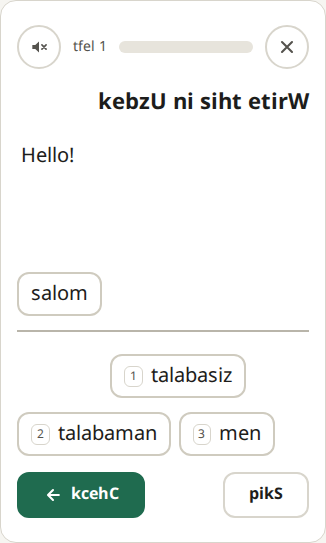 tfel 1
kebzU ni siht etirW
Hello!
salom
1 talabasiz
2 talabaman
3 men
kcehC
pikS